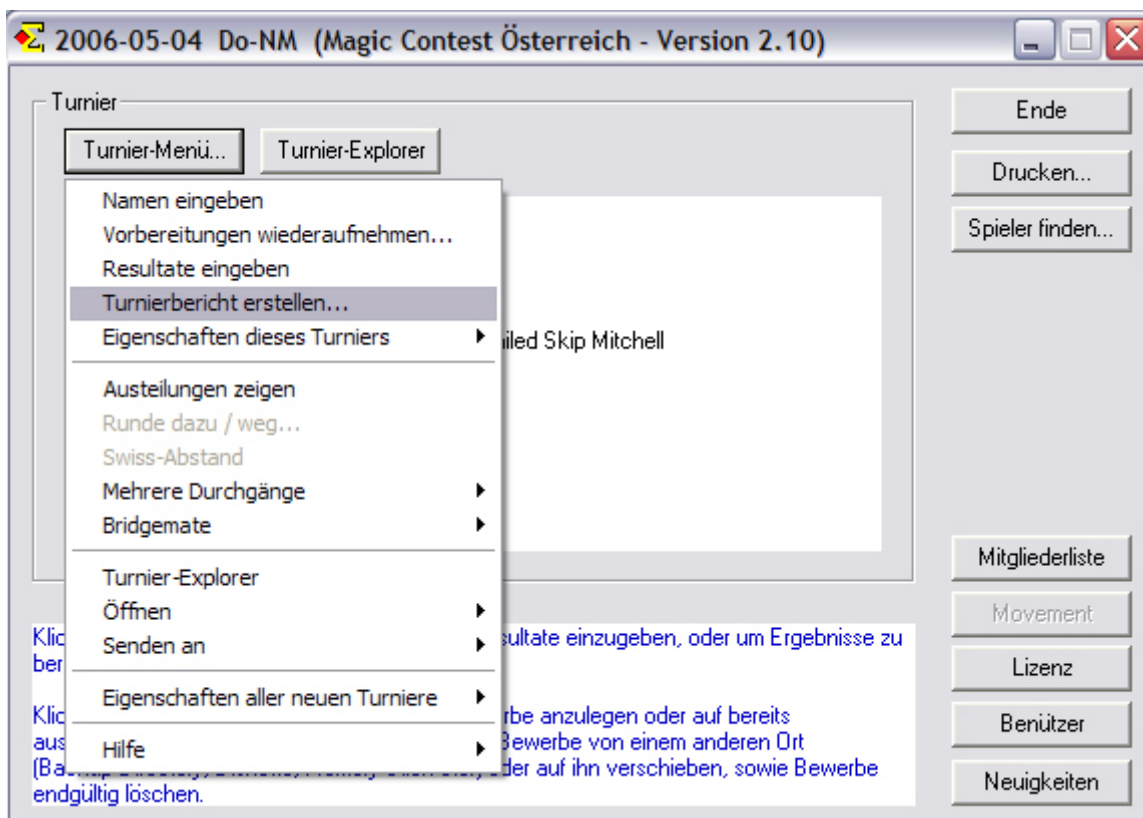 2006-05-04 Do-NM (Magic Contest Österreich - Version 2.10)
Turnier
Turnier-Menü...
Turnier-Explorer
Namen eingeben
Vorbereitungen wiederaufnehmen...
Resultate eingeben
Turnierbericht erstellen...
Eigenschaften dieses Turniers
iled Skip Mitchell
Austeilungen zeigen
Runde dazu / weg...
Swiss-Abstand
Mehrere Durchgänge
Bridgemate
Turnier-Explorer
Öffnen
Senden an
Eigenschaften aller neuen Turniere
Hilfe
Klic sultate einzugeben, oder um Ergebnisse zu
ber
Klic rbe anzulegen oder auf bereits
aus Bewerbe von einem anderen Ort
(Ba oder auf ihn verschieben, sowie Bewerbe
endgültig löschen.
Ende
Drucken...
Spieler finden...
Mitgliederliste
Movement
Lizenz
Benützer
Neuigkeiten